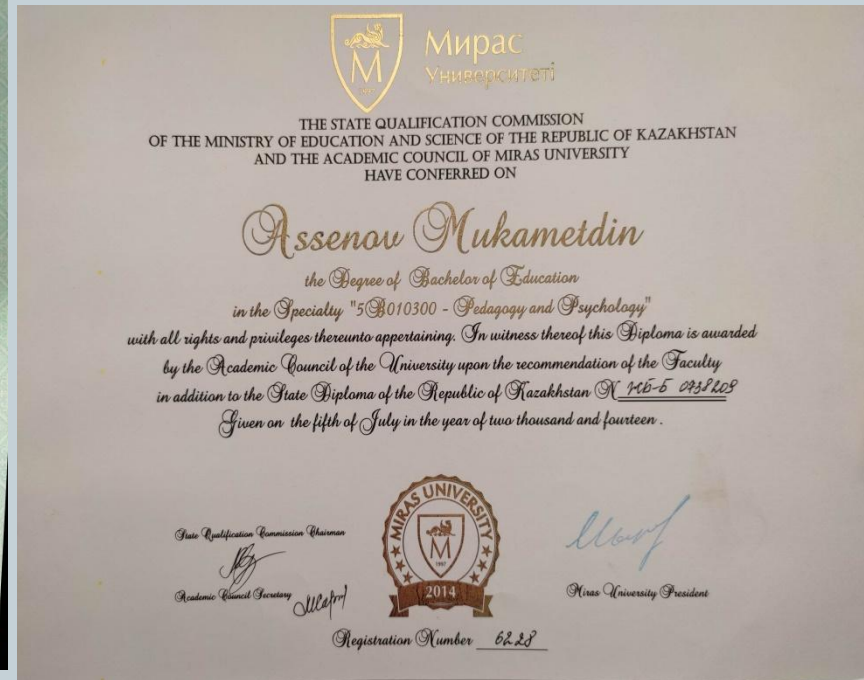 Мирас
Университеті
THE STATE QUALIFICATION COMMISSION
OF THE MINISTRY OF EDUCATION AND SCIENCE OF THE REPUBLIC OF KAZAKHSTAN
AND THE ACADEMIC COUNCIL OF MIRAS UNIVERSITY
HAVE CONFERRED ON
Assenov Mukametdin
the Degree of Bachelor of Education
in the Specialty "5B010300 - Pedagogy and Psychology"
with all rights and privileges thereunto appertaining. In witness thereof this Diploma is awarded
by the Academic Council of the University upon the recommendation of the Faculty
in addition to the State Diploma of the Republic of Kazakhstan N ЖБ-Б 0738209
Given on the fifth of July in the year of two thousand and fourteen .
State Qualification Commission Chairman
Academic Council Secretary
MIRAS UNIVERSITY
M
1997
2014
Miras University President
Registration Number 6228